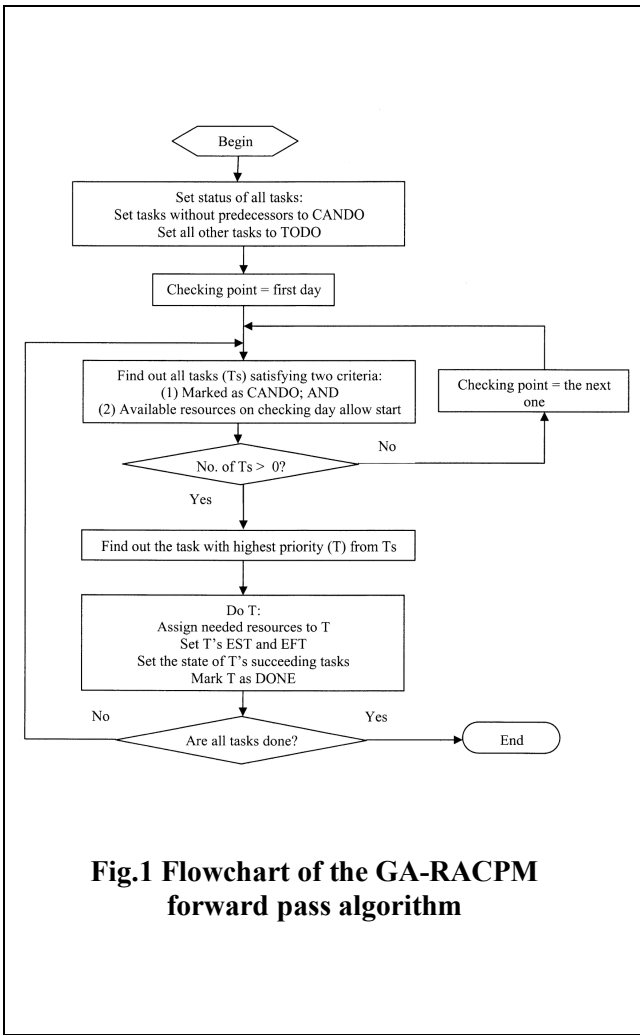 Begin
Set status of all tasks:
Set tasks without predecessors to CANDO
Set all other tasks to TODO
Checking point = first day
Find out all tasks (Ts) satisfying two criteria:
(1) Marked as CANDO; AND
(2) Available resources on checking day allow start
Checking point = the next
one
No. of Ts > 0?
No
Yes
Find out the task with highest priority (T) from Ts
Do T:
Assign needed resources to T
Set T's EST and EFT
Set the state of T's succeeding tasks
Mark T as DONE
No
Yes
Are all tasks done?
End
Fig.1 Flowchart of the GA-RACPM
forward pass algorithm